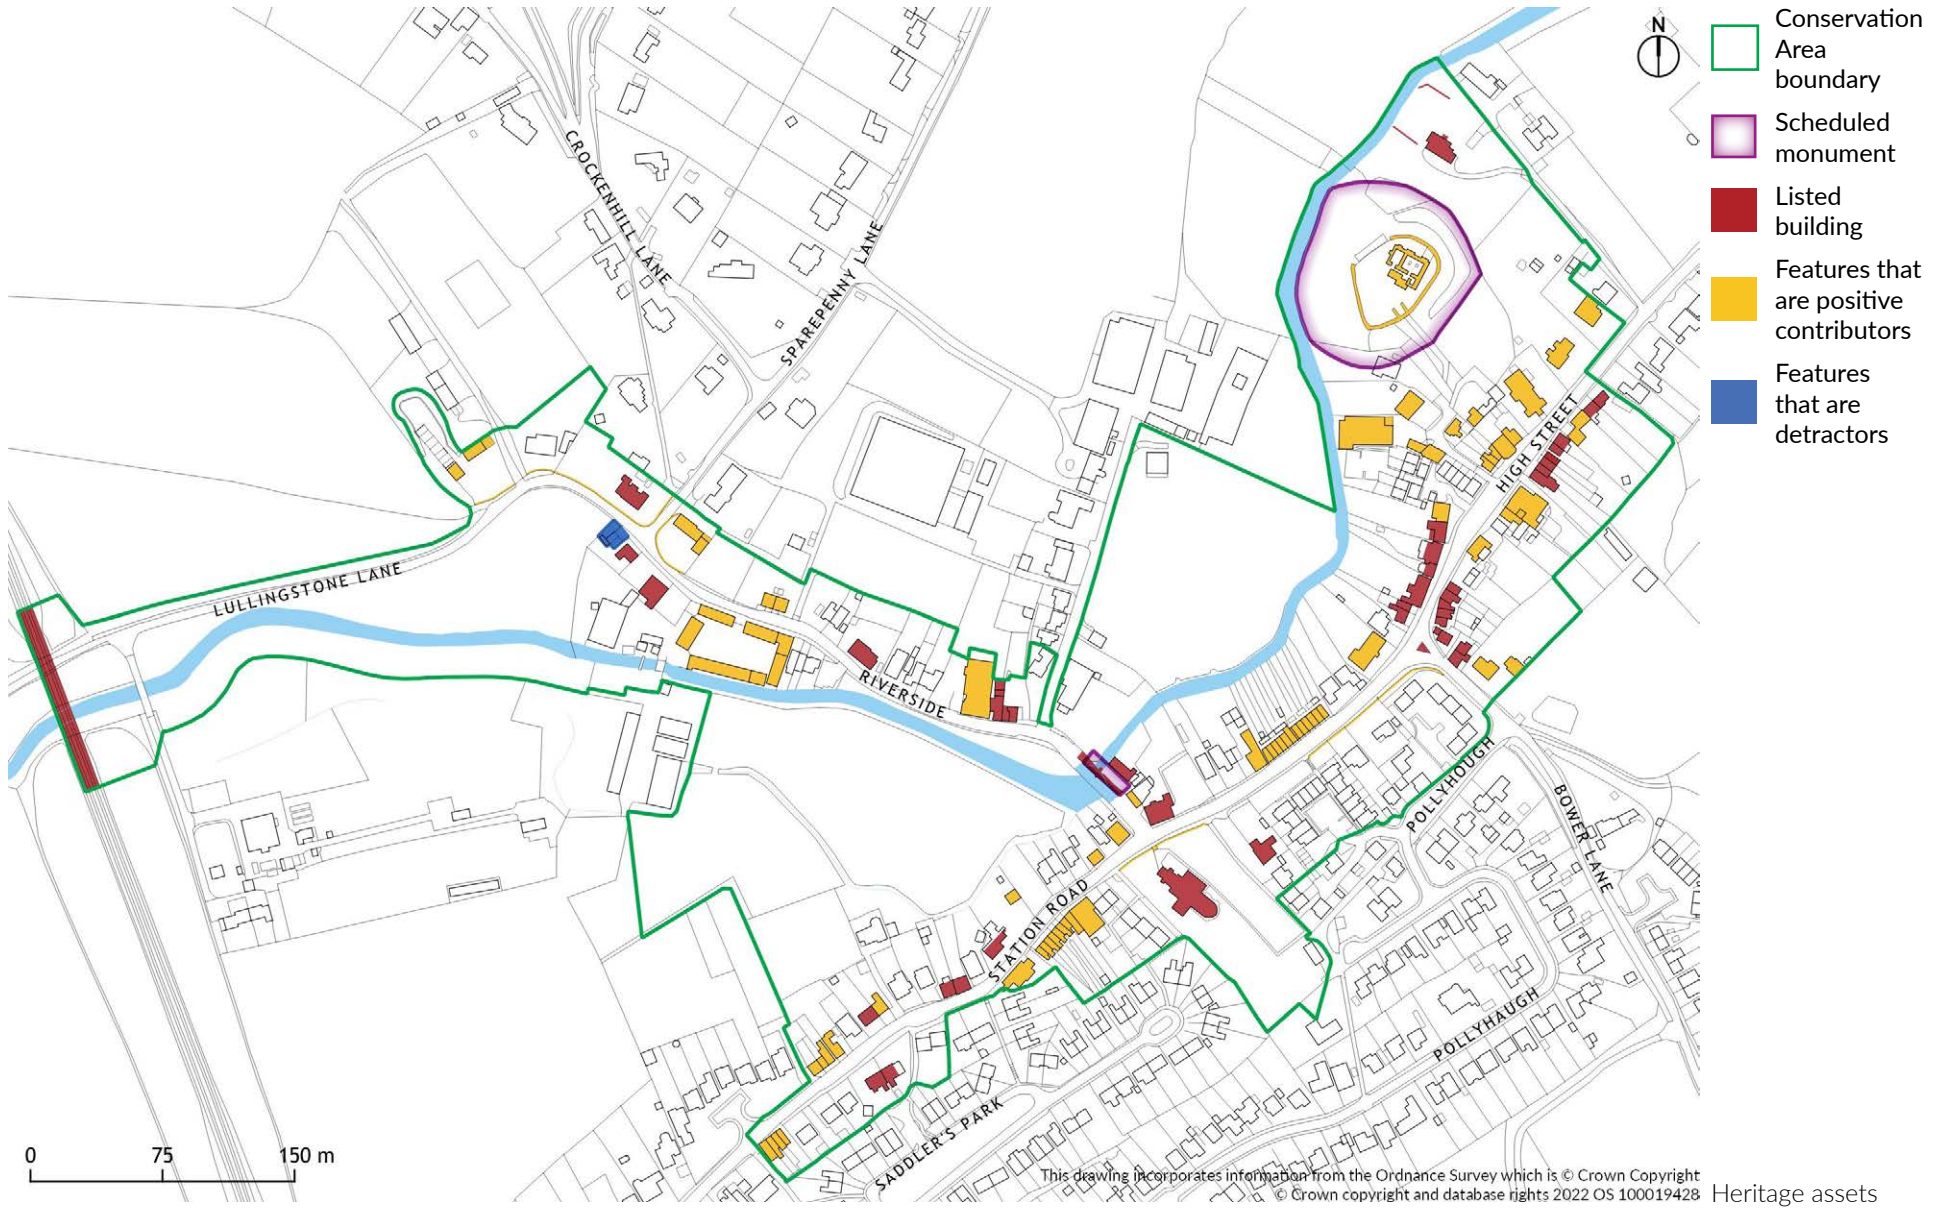 N
Conservation
Area
boundary
Scheduled
monument
Listed
building
Features that
are positive
contributors
Features
that are
detractors
CROCKENHILL LANE
SPAREPENNY LANE
HIGH STREET
LULLINGSTONE LANE
RIVERSIDE
POLLYHOUGH
BOWER LANE
STATION ROAD
POLLYHAUGH
SADDLER'S PARK
0 75 150 m
This drawing incorporates information from the Ordnance Survey which is © Crown Copyright
© Crown copyright and database rights 2022 OS 100019428
Heritage assets